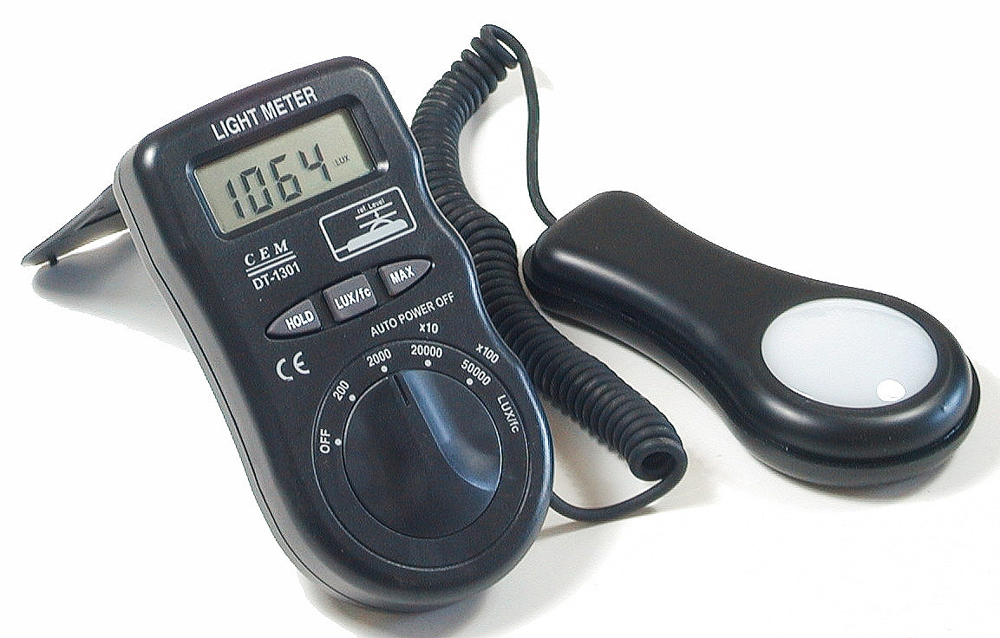 LIGHT METER
1064 LUX
ref. Level
CEM
DT-1301
HOLD LUX/fc MAX
AUTO POWER OFF
x10 x100
OFF 200 2000 20000 50000 LUX/fc
CE